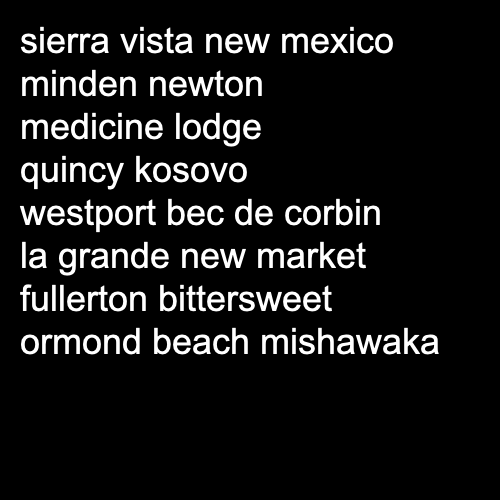 sierra vista new mexico
minden newton
medicine lodge
quincy kosovo
westport bec de corbin
la grande new market
fullerton bittersweet
ormond beach mishawaka